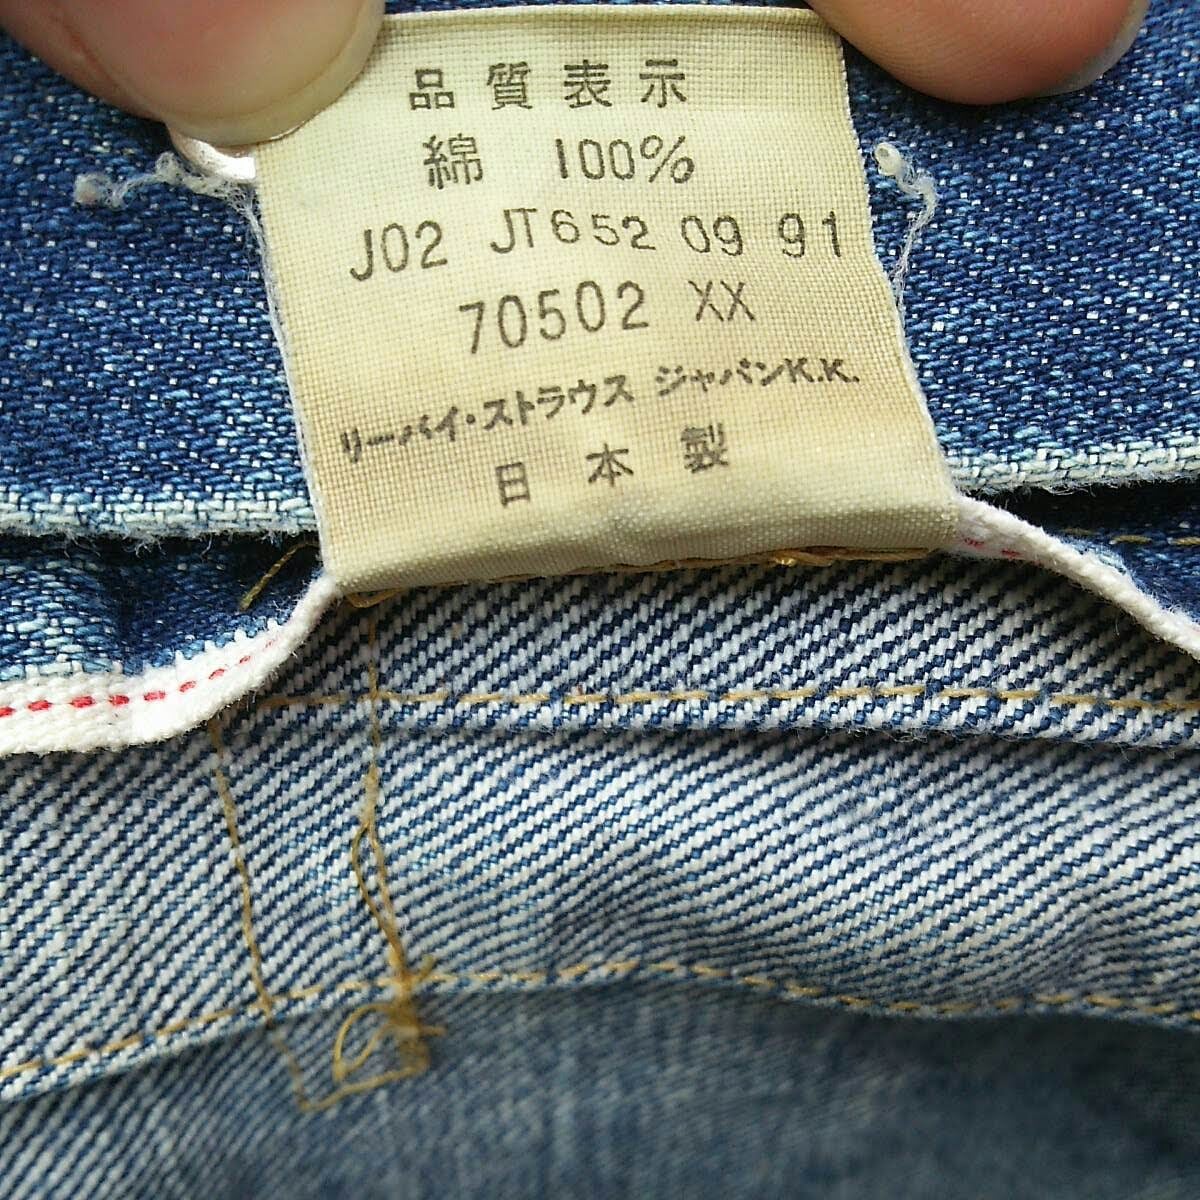 品質表示
綿 100%
J02 JT652 09 91
70502 XX
リーバイ・ストラウス ジャパンK.K.
日本製